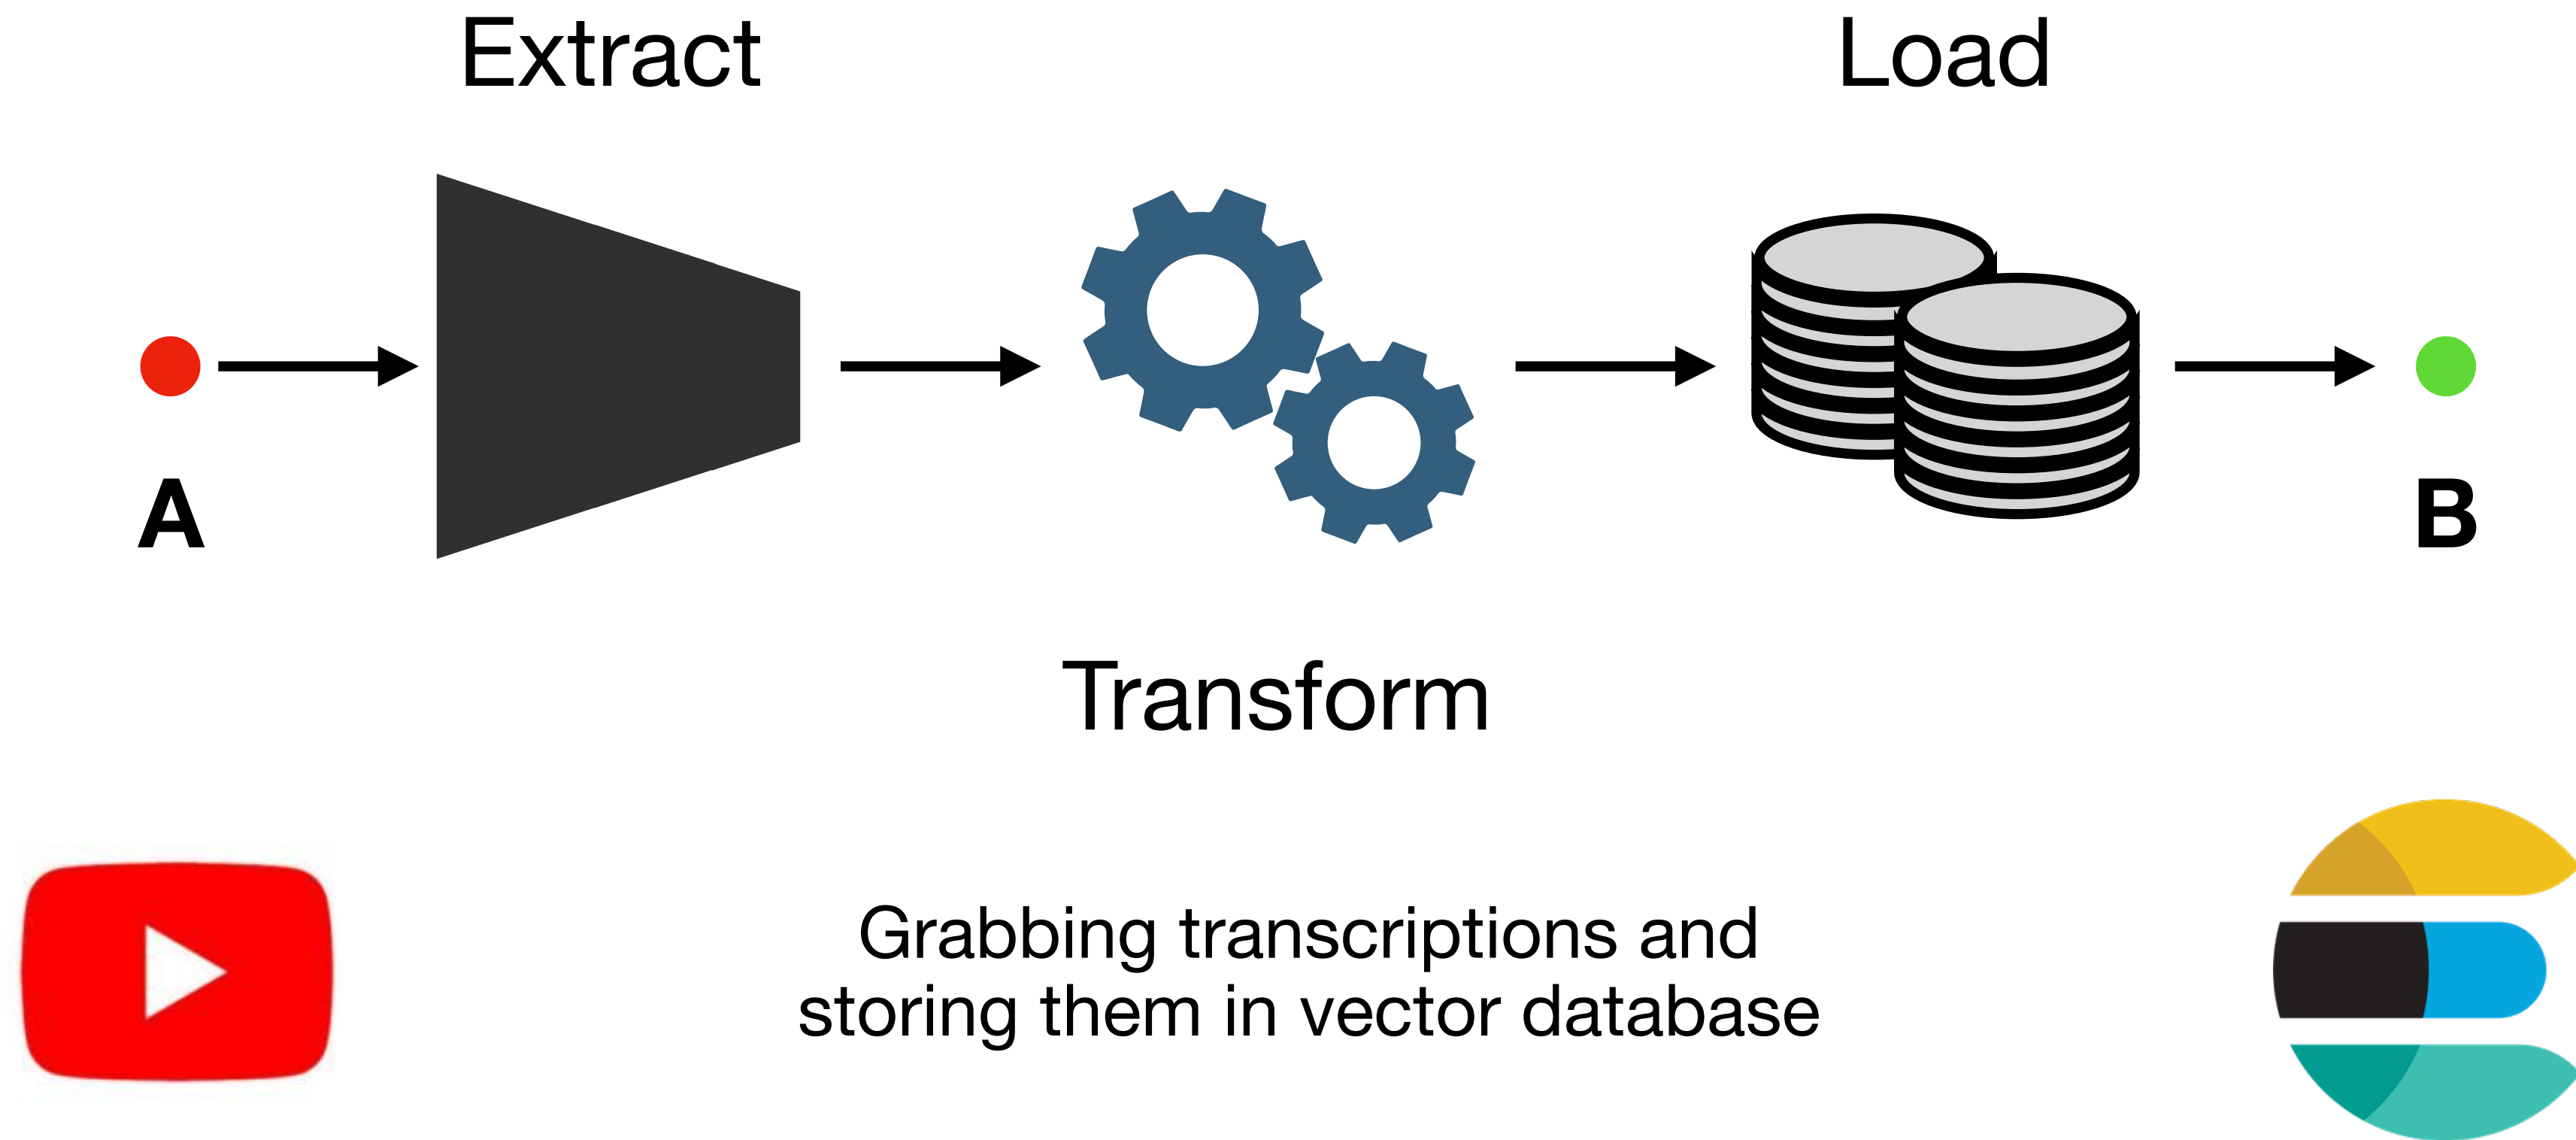 Extract
Load
A
B
Transform
Grabbing transcriptions and
storing them in vector database